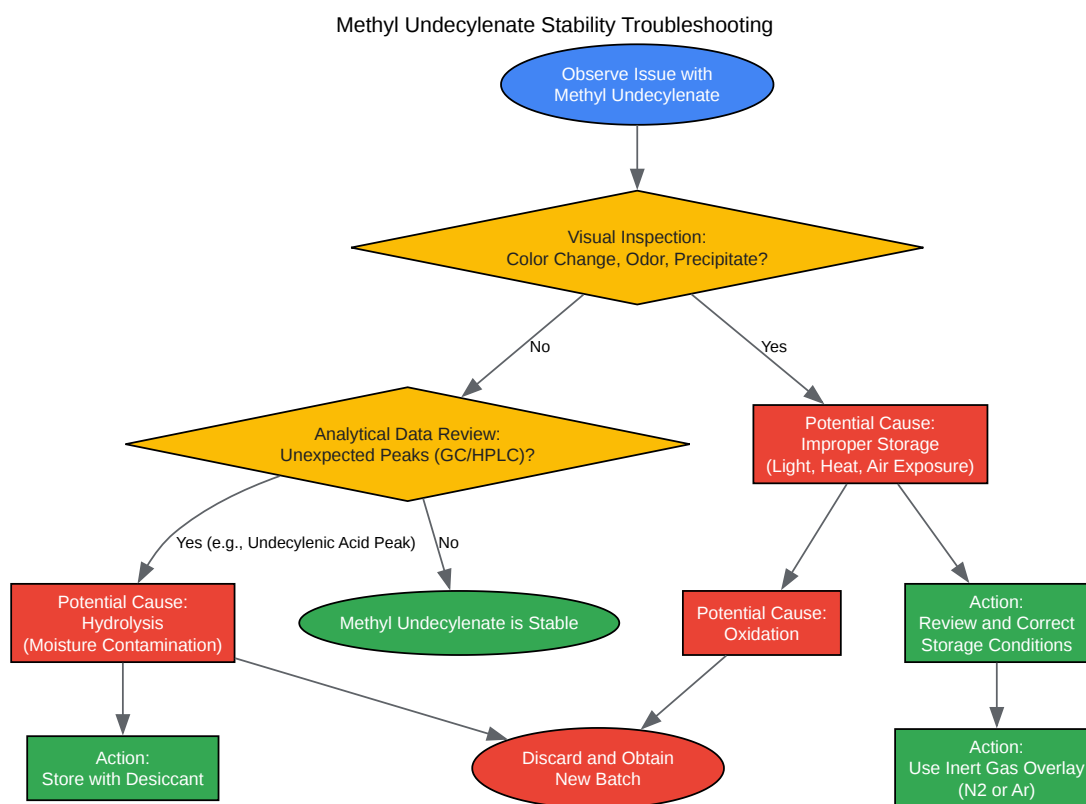 Methyl Undecylenate Stability Troubleshooting
Observe Issue with
Methyl Undecylenate
Visual Inspection:
Color Change, Odor, Precipitate?
No
Yes
Analytical Data Review:
Unexpected Peaks (GC/HPLC)?
Potential Cause:
Improper Storage
(Light, Heat, Air Exposure)
Yes (e.g., Undecylenic Acid Peak)
No
Potential Cause:
Hydrolysis
(Moisture Contamination)
Methyl Undecylenate is Stable
Potential Cause:
Oxidation
Action:
Review and Correct
Storage Conditions
Action:
Store with Desiccant
Discard and Obtain
New Batch
Action:
Use Inert Gas Overlay
(N2 or Ar)